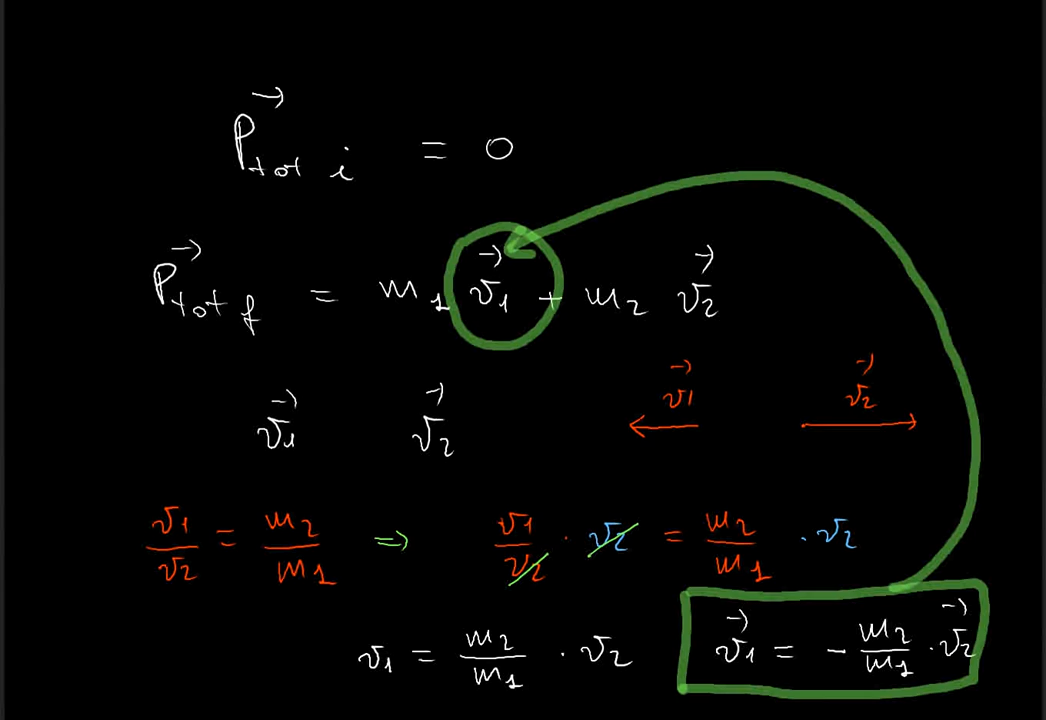 P⃗tot i = 0
P⃗tot f = m1 v⃗1 + m2 v⃗2
v⃗1 v⃗2 v⃗1 v⃗2
v1/v2 = m2/m1 => v1/v2 · v2 = m2/m1 · v2
v1 = m2/m1 · v2 v⃗1 = - m2/m1 · v⃗2